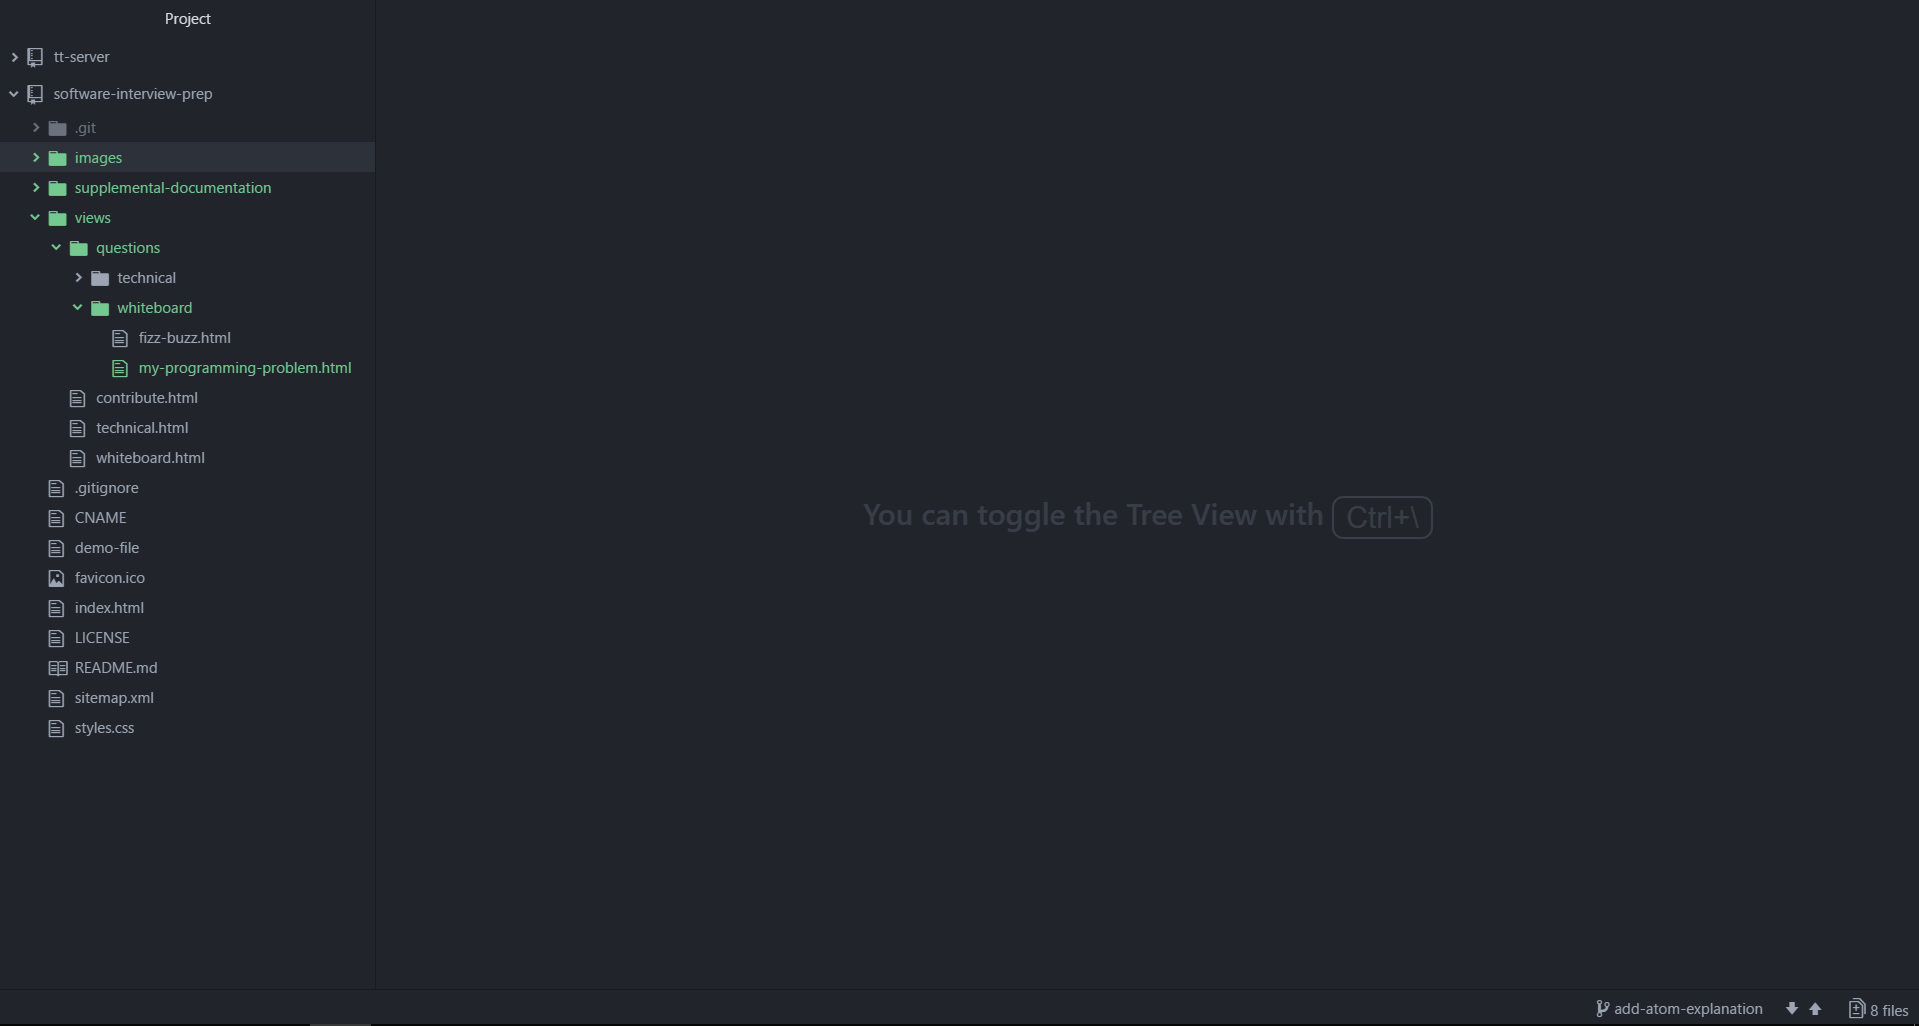 Project
tt-server
software-interview-prep
.git
images
supplemental-documentation
views
questions
technical
whiteboard
fizz-buzz.html
my-programming-problem.html
contribute.html
technical.html
whiteboard.html
.gitignore
CNAME
demo-file
favicon.ico
index.html
LICENSE
README.md
sitemap.xml
styles.css
You can toggle the Tree View with Ctrl+\
add-atom-explanation 8 files